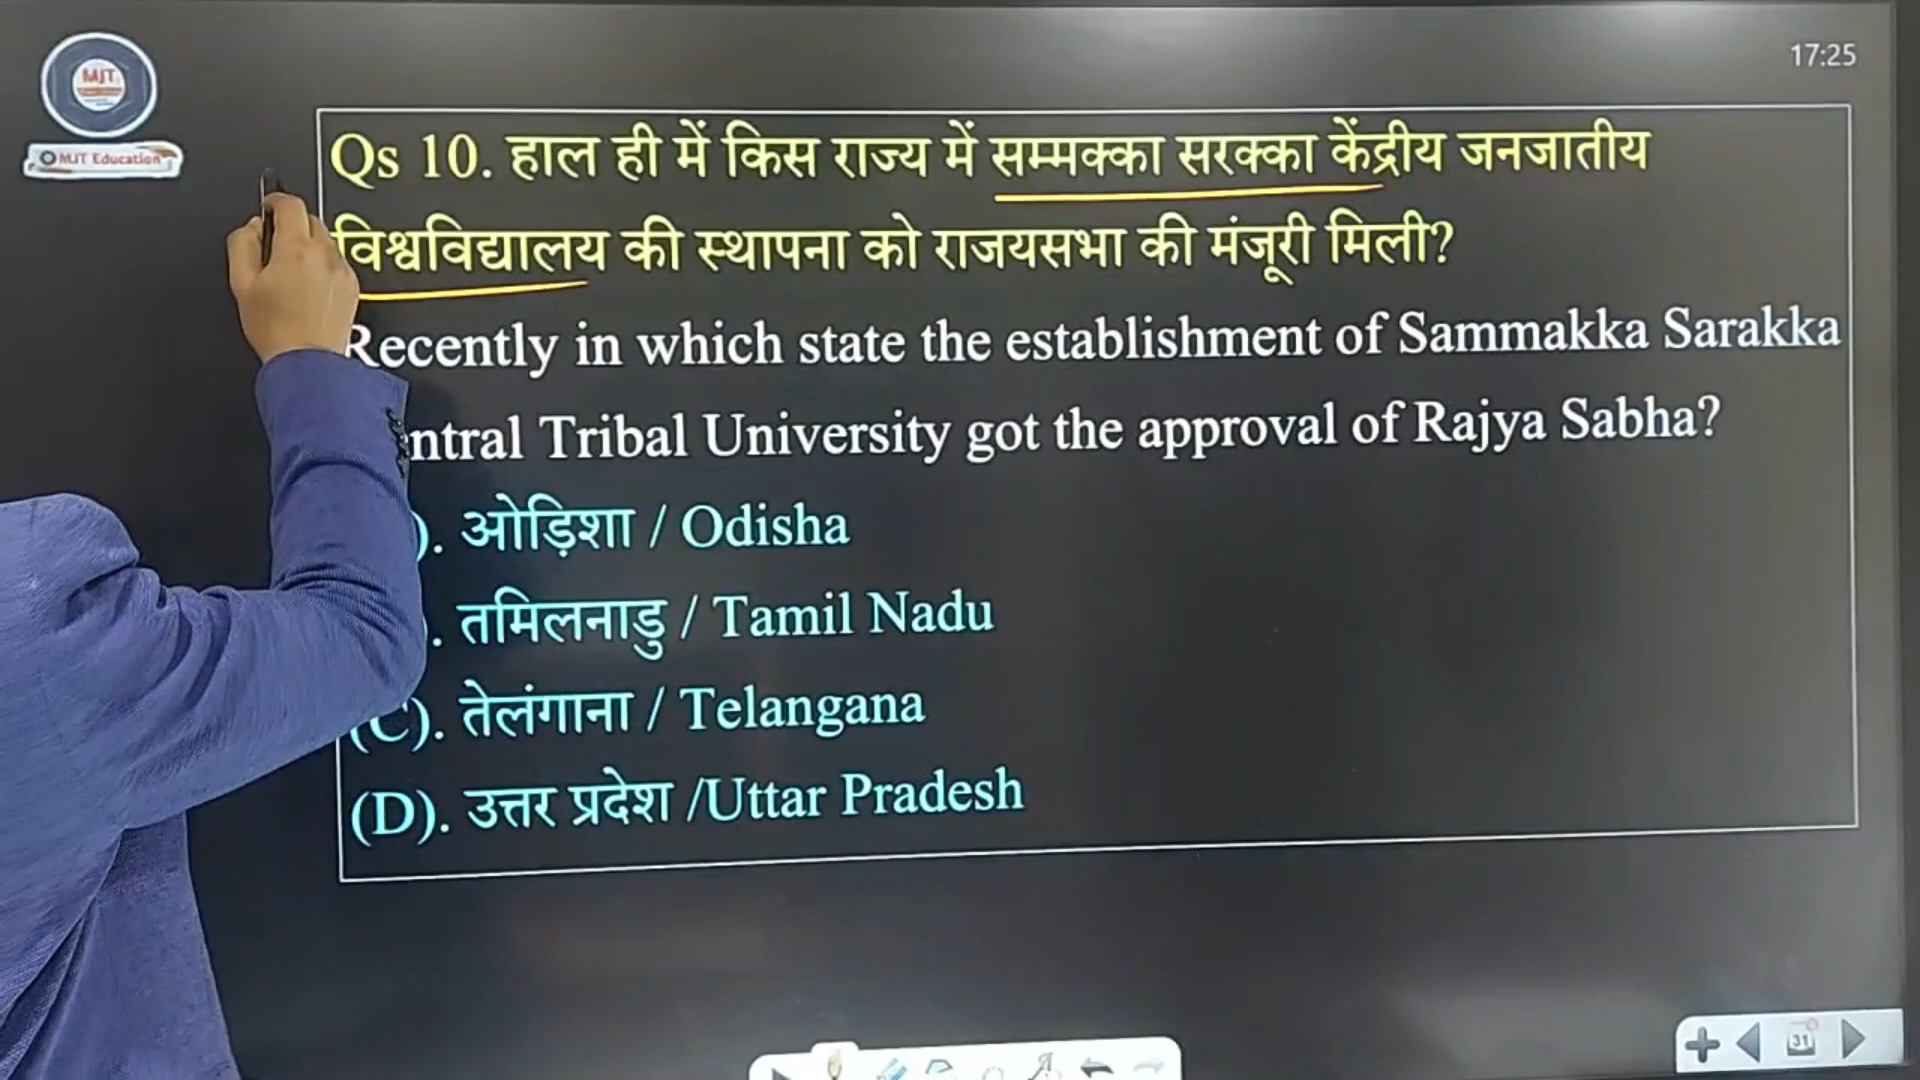 17:25
MJT
MJT Education
Qs 10. हाल ही में किस राज्य में सम्मक्का सरक्का केंद्रीय जनजातीय
विश्वविद्यालय की स्थापना को राजयसभा की मंजूरी मिली?
Recently in which state the establishment of Sammakka Sarakka
ntral Tribal University got the approval of Rajya Sabha?
). ओड़िशा / Odisha
. तमिलनाडु / Tamil Nadu
(C). तेलंगाना / Telangana
(D). उत्तर प्रदेश /Uttar Pradesh
31